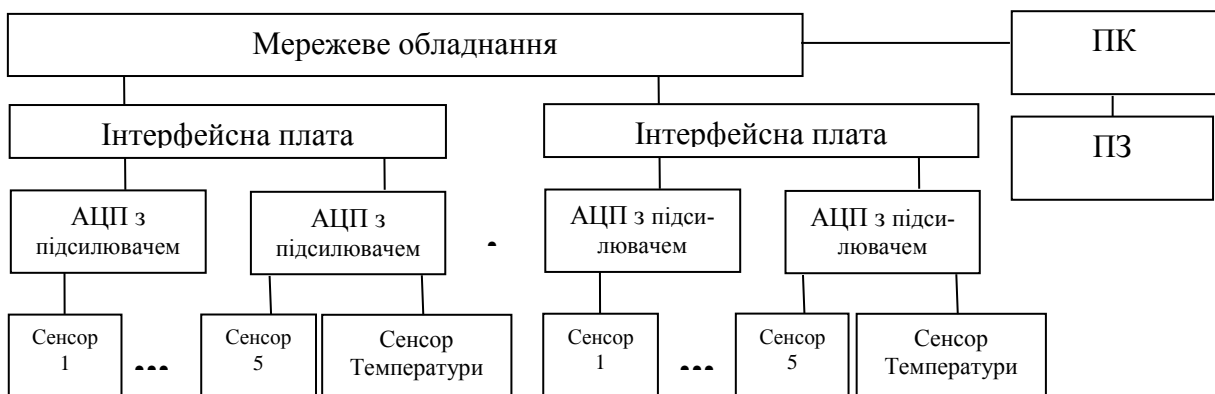 Мережеве обладнання
ПК
Інтерфейсна плата
Інтерфейсна плата
ПЗ
АЦП з
підсилювачем
АЦП з
підсилювачем
АЦП з підси-
лювачем
АЦП з підси-
лювачем
Сенсор
1
Сенсор
5
Сенсор
Температури
Сенсор
1
Сенсор
5
Сенсор
Температури